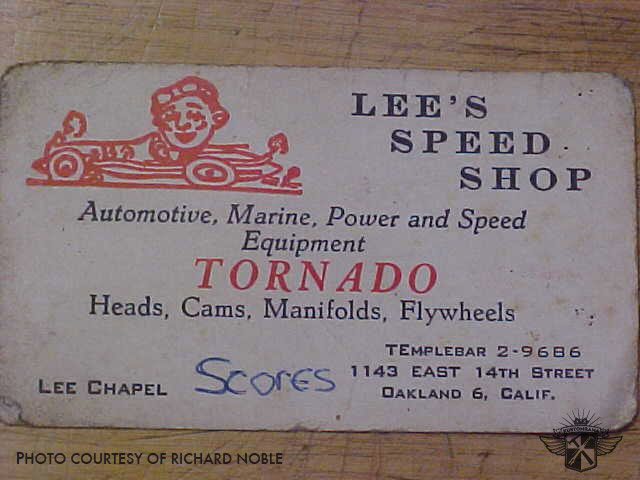 LEE'S
SPEED
SHOP
Automotive, Marine, Power and Speed
Equipment
TORNADO
Heads, Cams, Manifolds, Flywheels
TEmplebar 2-9686
1143 East 14th Street
Oakland 6, Calif.
Lee Chapel
Scores
PHOTO COURTESY OF RICHARD NOBLE